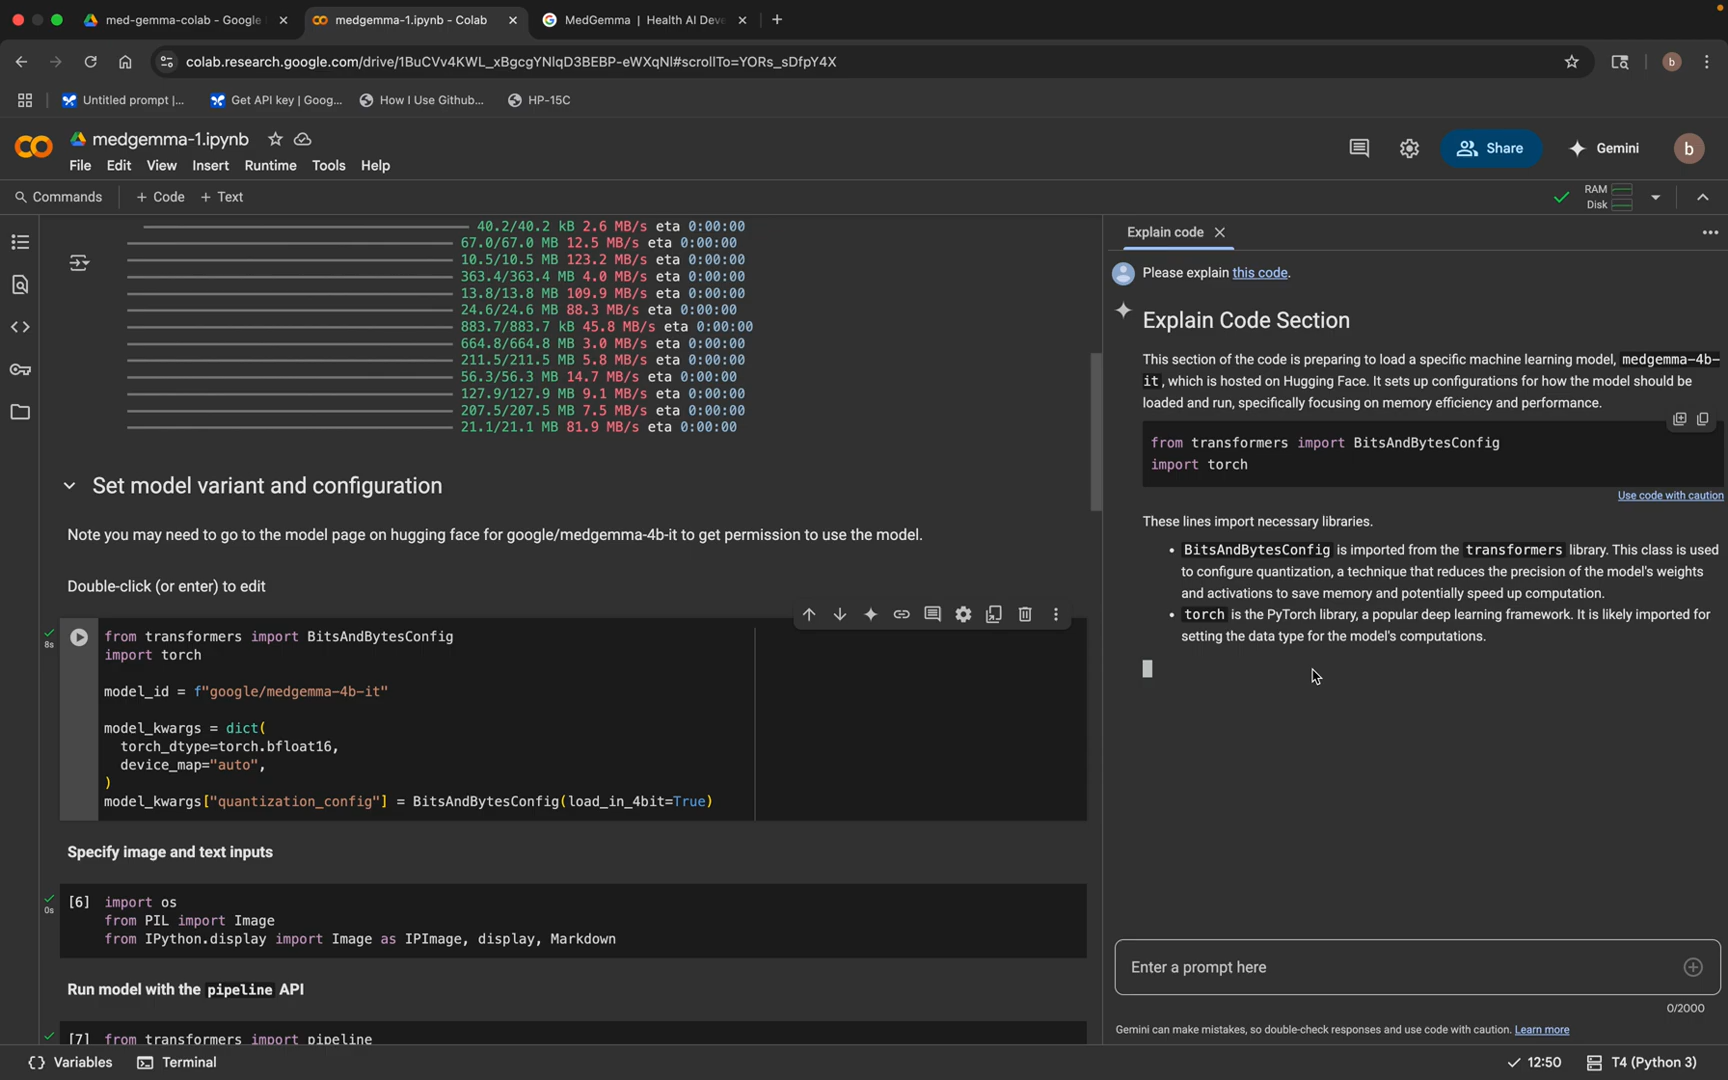 med-gemma-colab - Google
medgemma-1.ipynb - Colab
MedGemma | Health AI Deve
colab.research.google.com/drive/1BuCVv4KWL_xBgcgYNlqD3BEBP-eWXqNl#scrollTo=YORs_sDfpY4X
b
Untitled prompt |...
Get API key | Goog...
How I Use Github...
HP-15C
medgemma-1.ipynb
File Edit View Insert Runtime Tools Help
Share
Gemini
b
Commands
+ Code + Text
RAM
Disk
40.2/40.2 kB 2.6 MB/s eta 0:00:00
67.0/67.0 MB 12.5 MB/s eta 0:00:00
10.5/10.5 MB 123.2 MB/s eta 0:00:00
363.4/363.4 MB 4.0 MB/s eta 0:00:00
13.8/13.8 MB 109.9 MB/s eta 0:00:00
24.6/24.6 MB 88.3 MB/s eta 0:00:00
883.7/883.7 kB 45.8 MB/s eta 0:00:00
664.8/664.8 MB 3.0 MB/s eta 0:00:00
211.5/211.5 MB 5.8 MB/s eta 0:00:00
56.3/56.3 MB 14.7 MB/s eta 0:00:00
127.9/127.9 MB 9.1 MB/s eta 0:00:00
207.5/207.5 MB 7.5 MB/s eta 0:00:00
21.1/21.1 MB 81.9 MB/s eta 0:00:00
Set model variant and configuration
Note you may need to go to the model page on hugging face for google/medgemma-4b-it to get permission to use the model.
Double-click (or enter) to edit
8s
from transformers import BitsAndBytesConfig
import torch
model_id = f"google/medgemma-4b-it"
model_kwargs = dict(
torch_dtype=torch.bfloat16,
device_map="auto",
)
model_kwargs["quantization_config"] = BitsAndBytesConfig(load_in_4bit=True)
Specify image and text inputs
0s
[6] import os
from PIL import Image
from IPython.display import Image as IPImage, display, Markdown
Run model with the pipeline API
[7] from transformers import pipeline
Explain code
Please explain this code.
Explain Code Section
This section of the code is preparing to load a specific machine learning model, medgemma-4b-
it, which is hosted on Hugging Face. It sets up configurations for how the model should be
loaded and run, specifically focusing on memory efficiency and performance.
from transformers import BitsAndBytesConfig
import torch
Use code with caution
These lines import necessary libraries.
• BitsAndBytesConfig is imported from the transformers library. This class is used
to configure quantization, a technique that reduces the precision of the model's weights
and activations to save memory and potentially speed up computation.
• torch is the PyTorch library, a popular deep learning framework. It is likely imported for
setting the data type for the model's computations.
Enter a prompt here
0/2000
Gemini can make mistakes, so double-check responses and use code with caution. Learn more
Variables
Terminal
12:50
T4 (Python 3)